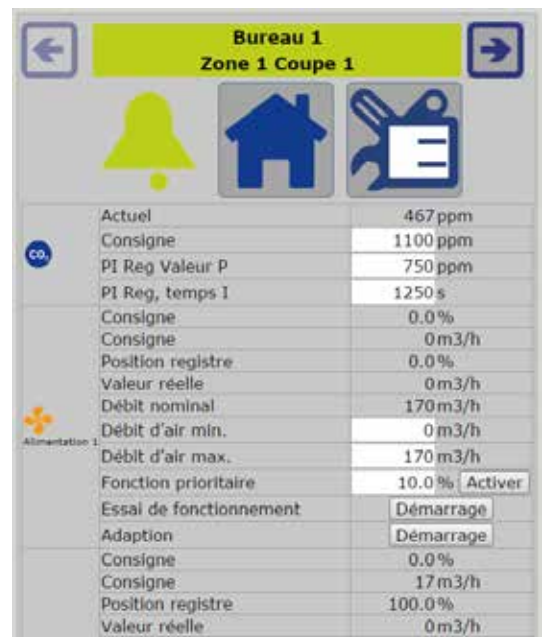 Bureau 1
Zone 1 Coupe 1
CO₂
Actuel 467 ppm
Consigne 1100 ppm
PI Reg Valeur P 750 ppm
PI Reg, temps I 1250 s
Alimentation 1
Consigne 0.0 %
Consigne 0 m3/h
Position registre 0.0 %
Valeur réelle 0 m3/h
Débit nominal 170 m3/h
Débit d'air min. 0 m3/h
Débit d'air max. 170 m3/h
Fonction prioritaire 10.0 % Activer
Essai de fonctionnement Démarrage
Adaption Démarrage
Consigne 0.0 %
Consigne 17 m3/h
Position registre 100.0 %
Valeur réelle 0 m3/h